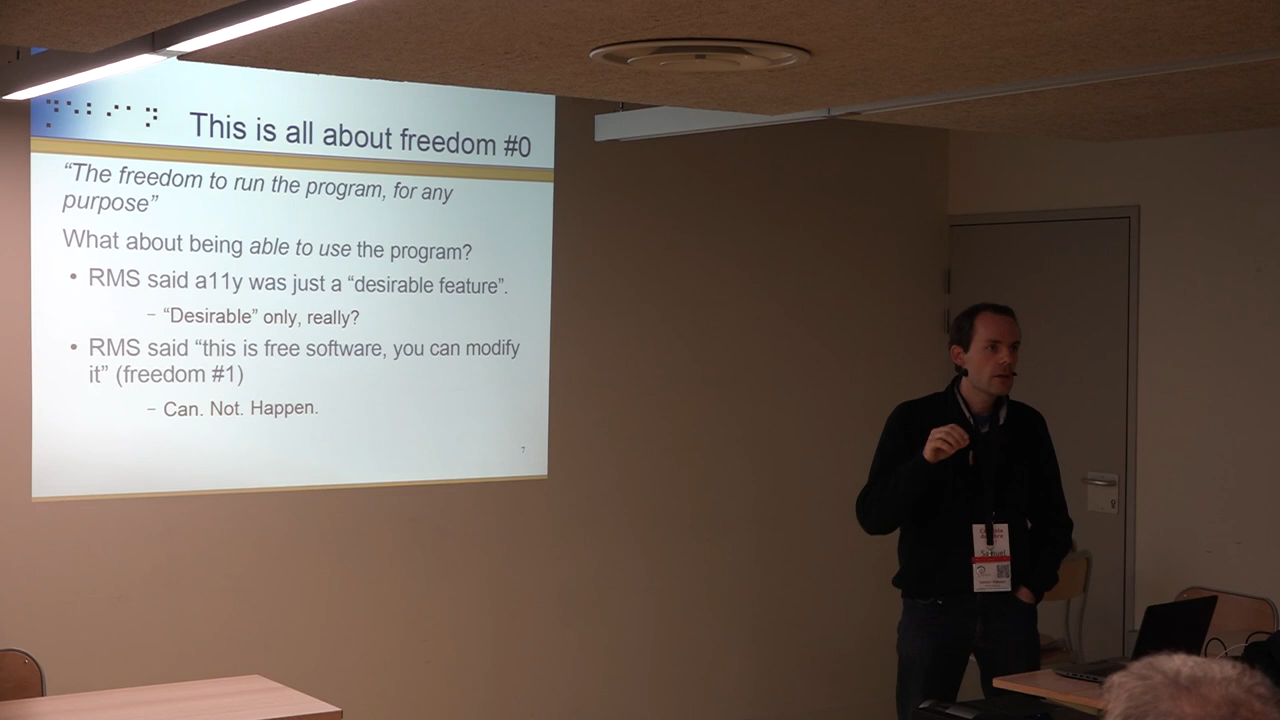 This is all about freedom #0
“The freedom to run the program, for any
purpose”
What about being able to use the program?
• RMS said a11y was just a “desirable feature”.
– “Desirable” only, really?
• RMS said “this is free software, you can modify
it” (freedom #1)
– Can. Not. Happen.
7
Samuel